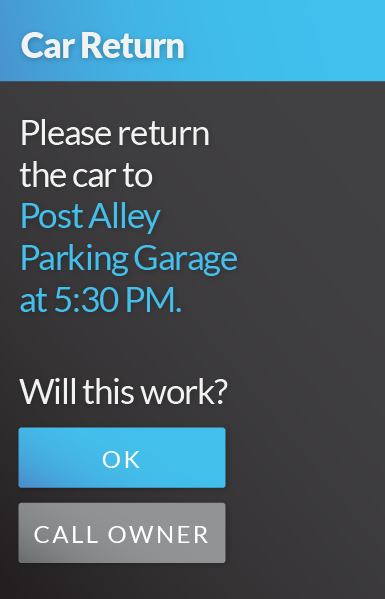 Car Return
Please return
the car to
Post Alley
Parking Garage
at 5:30 PM.
Will this work?
OK
CALL OWNER